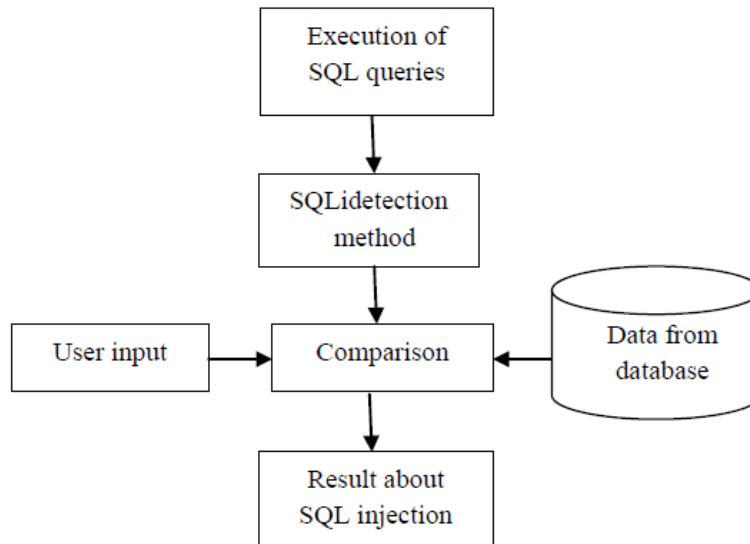 Execution of
SQL queries
SQLidetection
method
User input
Comparison
Data from
database
Result about
SQL injection